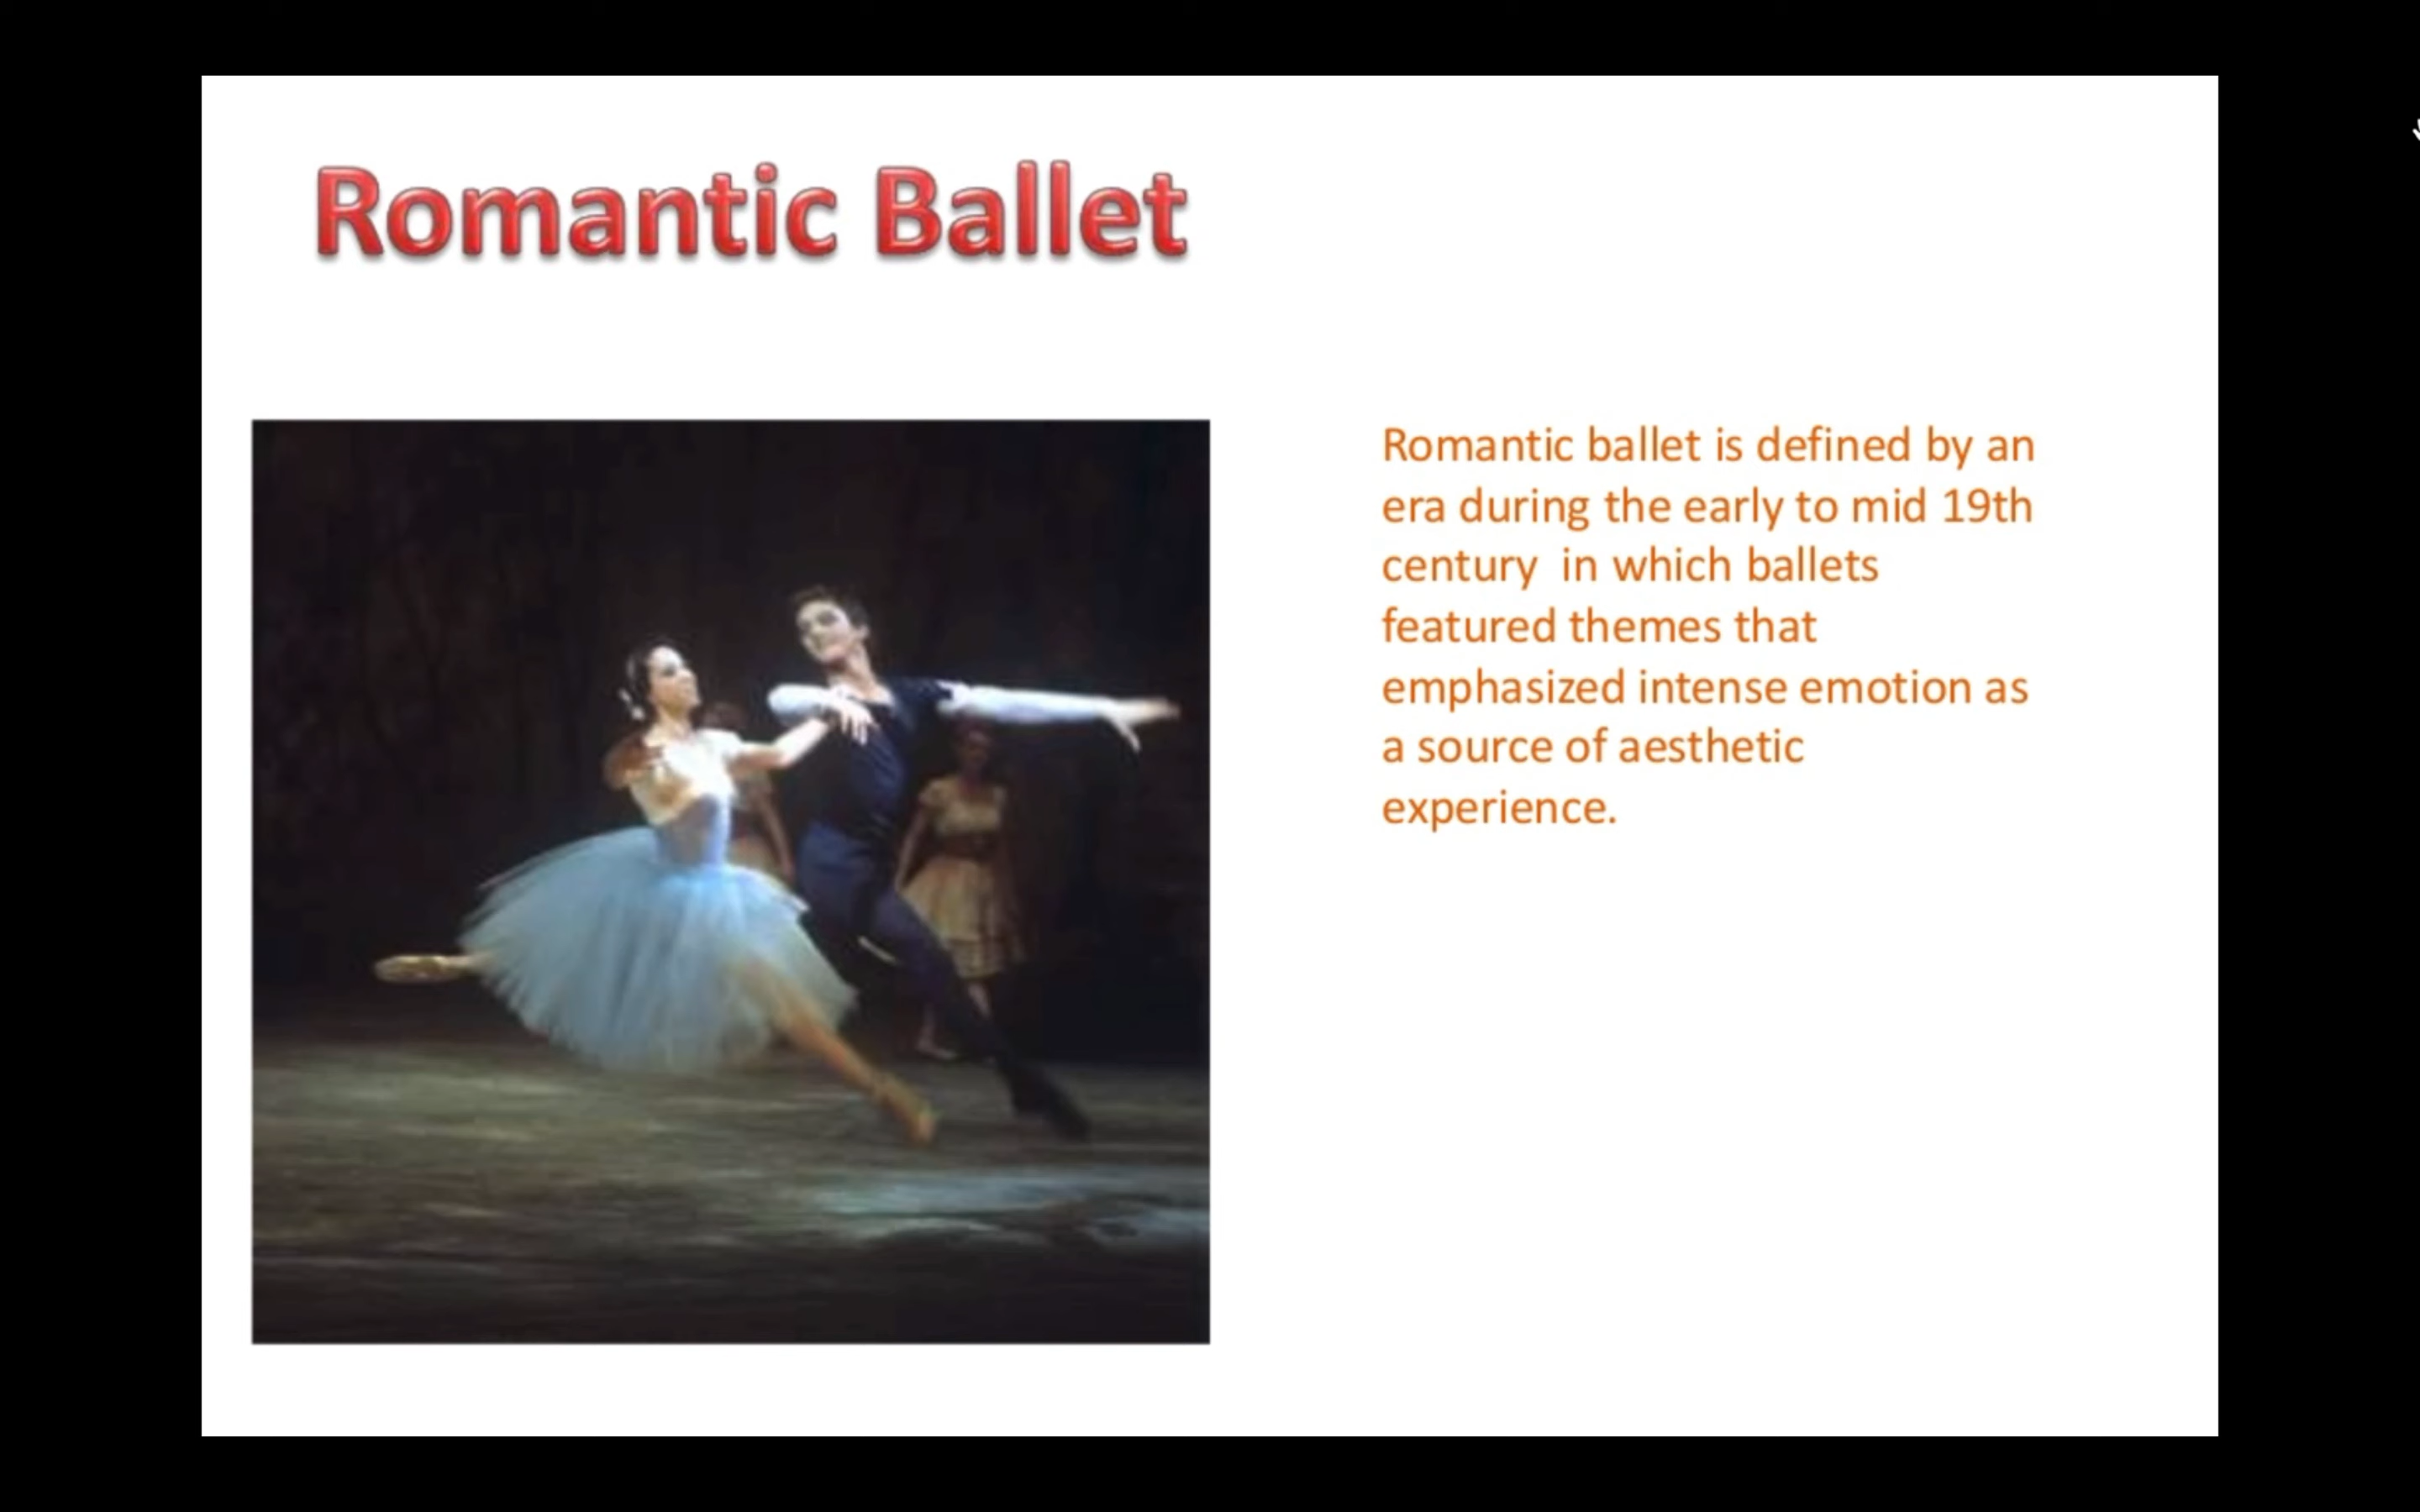 Romantic Ballet
Romantic ballet is defined by an
era during the early to mid 19th
century  in which ballets
featured themes that
emphasized intense emotion as
a source of aesthetic
experience.